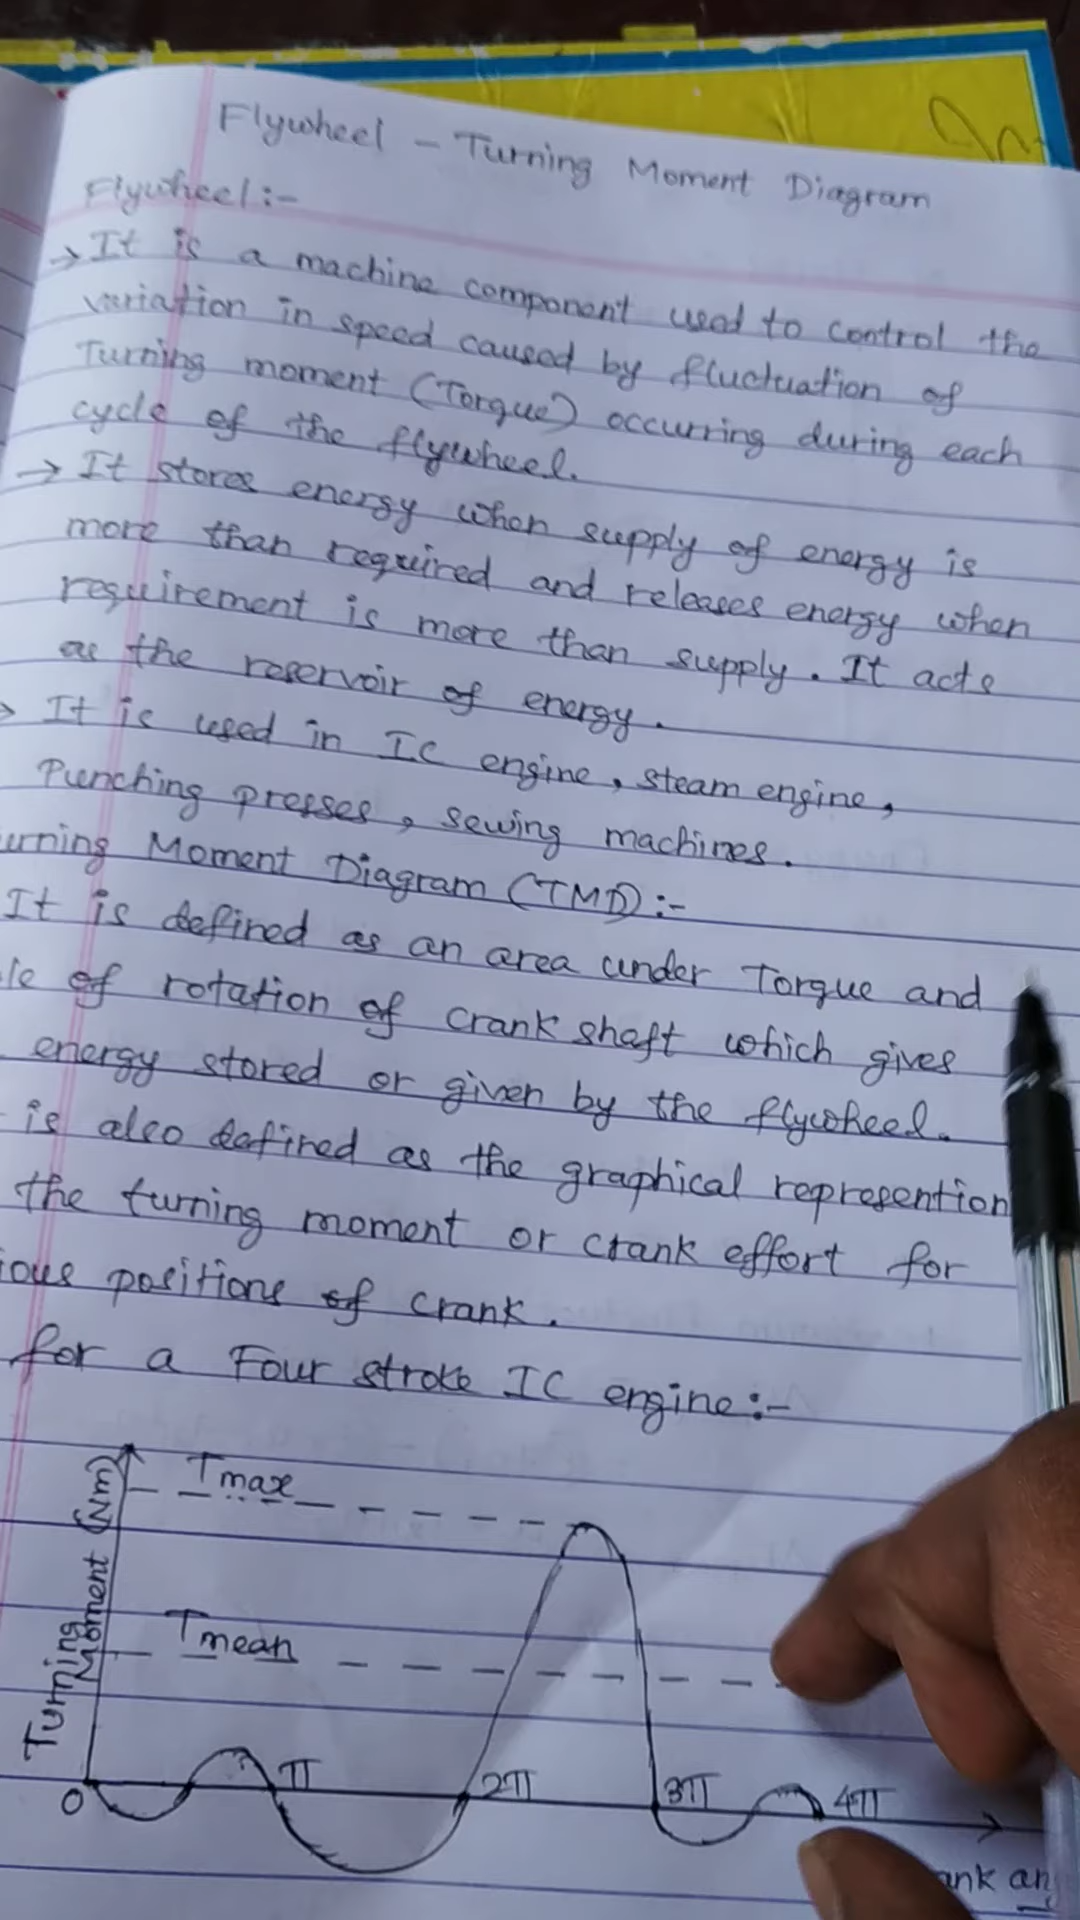 Flywheel - Turning Moment Diagram
Flywheel:-
→ It is a machine component used to control the
variation in speed caused by fluctuation of
Turning moment (Torque) occurring during each
cycle of the flywheel.
→ It stores energy when supply of energy is
more than required and releases energy when
requirement is more than supply. It acts
as the reservoir of energy.
→ It is used in IC engine, steam engine,
Punching presses, sewing machines.
urning Moment Diagram (TMD):-
It is defined as an area under Torque and
le of rotation of crank shaft which gives
energy stored or given by the flywheel.
is also defined as the graphical represention
the turning moment or crank effort for
ious positions of crank.
for a Four stroke IC engine:-
Tmax
Turning Moment (Nm)
Tmean
0 π 2π 3π 4π
ank an